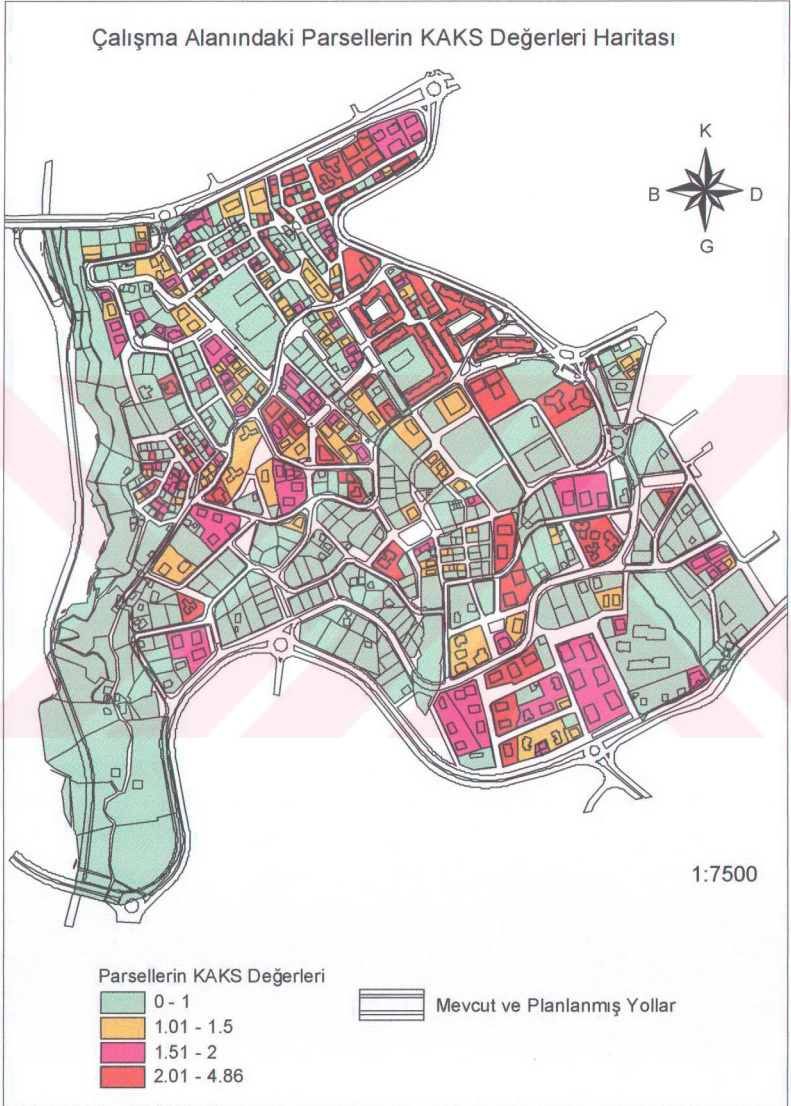 Çalışma Alanındaki Parsellerin KAKS Değerleri Haritası
K
B
D
G
1:7500
Parsellerin KAKS Değerleri
0 - 1
1.01 - 1.5
1.51 - 2
2.01 - 4.86
Mevcut ve Planlanmış Yollar